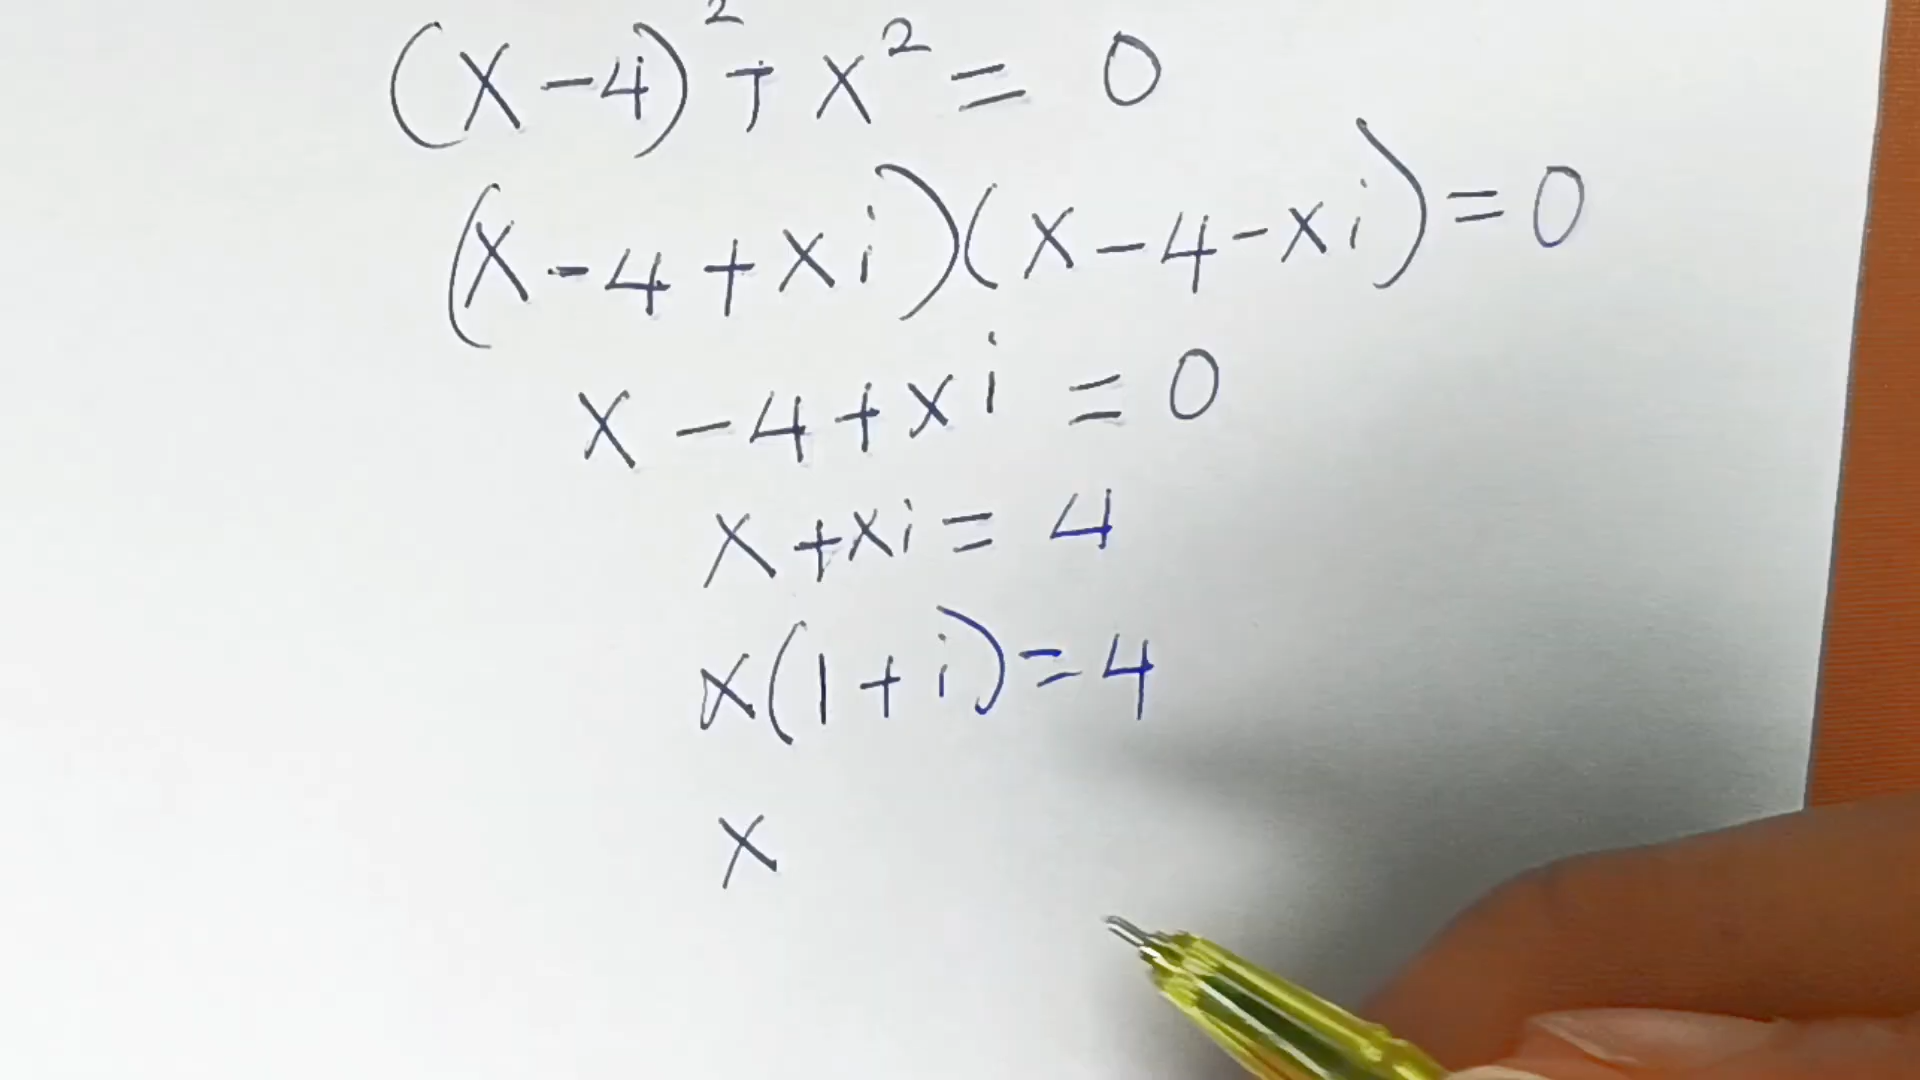 (x-4)² + x² = 0
(x-4+xi)(x-4-xi)=0
x-4+xi = 0
x+xi= 4
x(1+i)=4
x